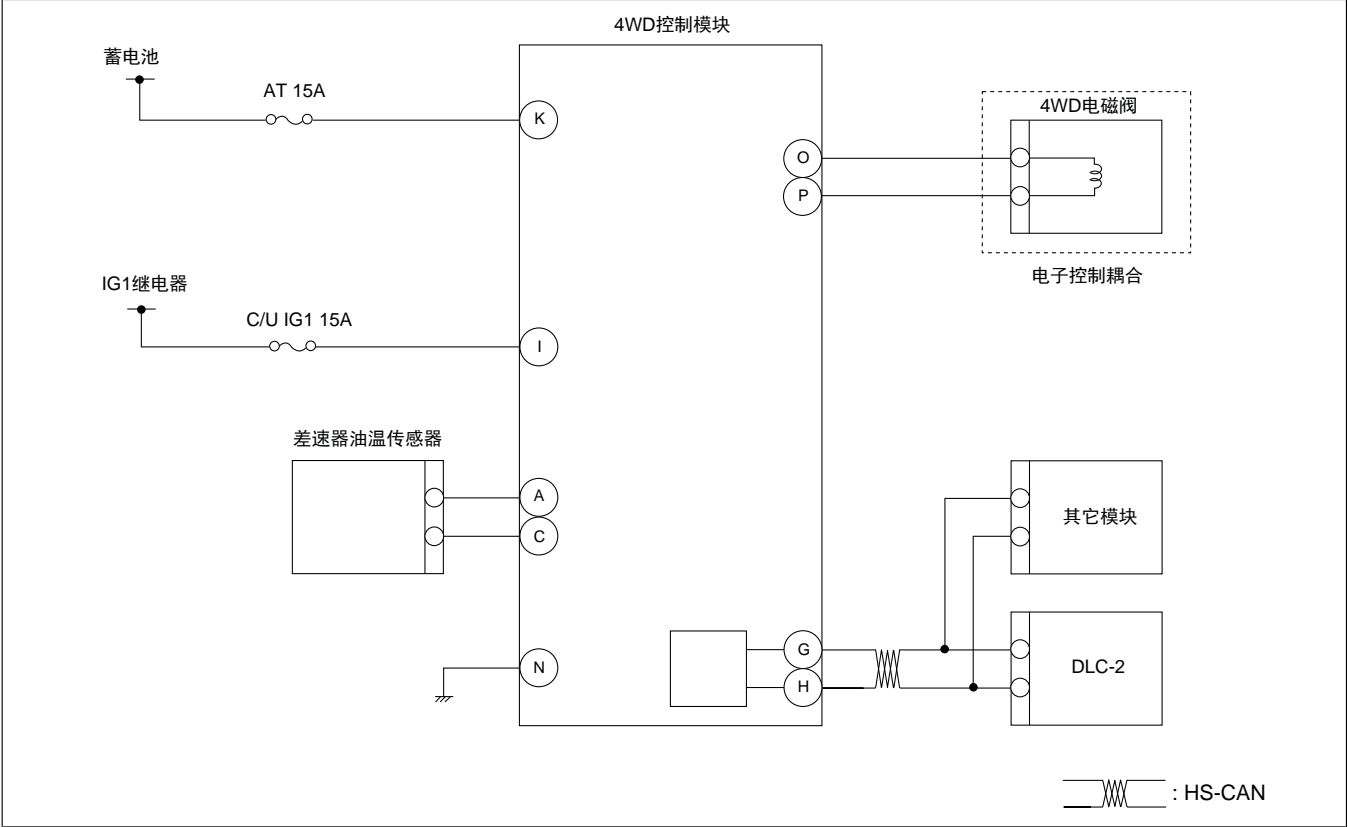 4WD控制模块
蓄电池
AT 15A
K
4WD电磁阀
O
P
电子控制耦合
IG1继电器
C/U IG1 15A
I
差速器油温传感器
A
C
其它模块
N
G
H
DLC-2
: HS-CAN